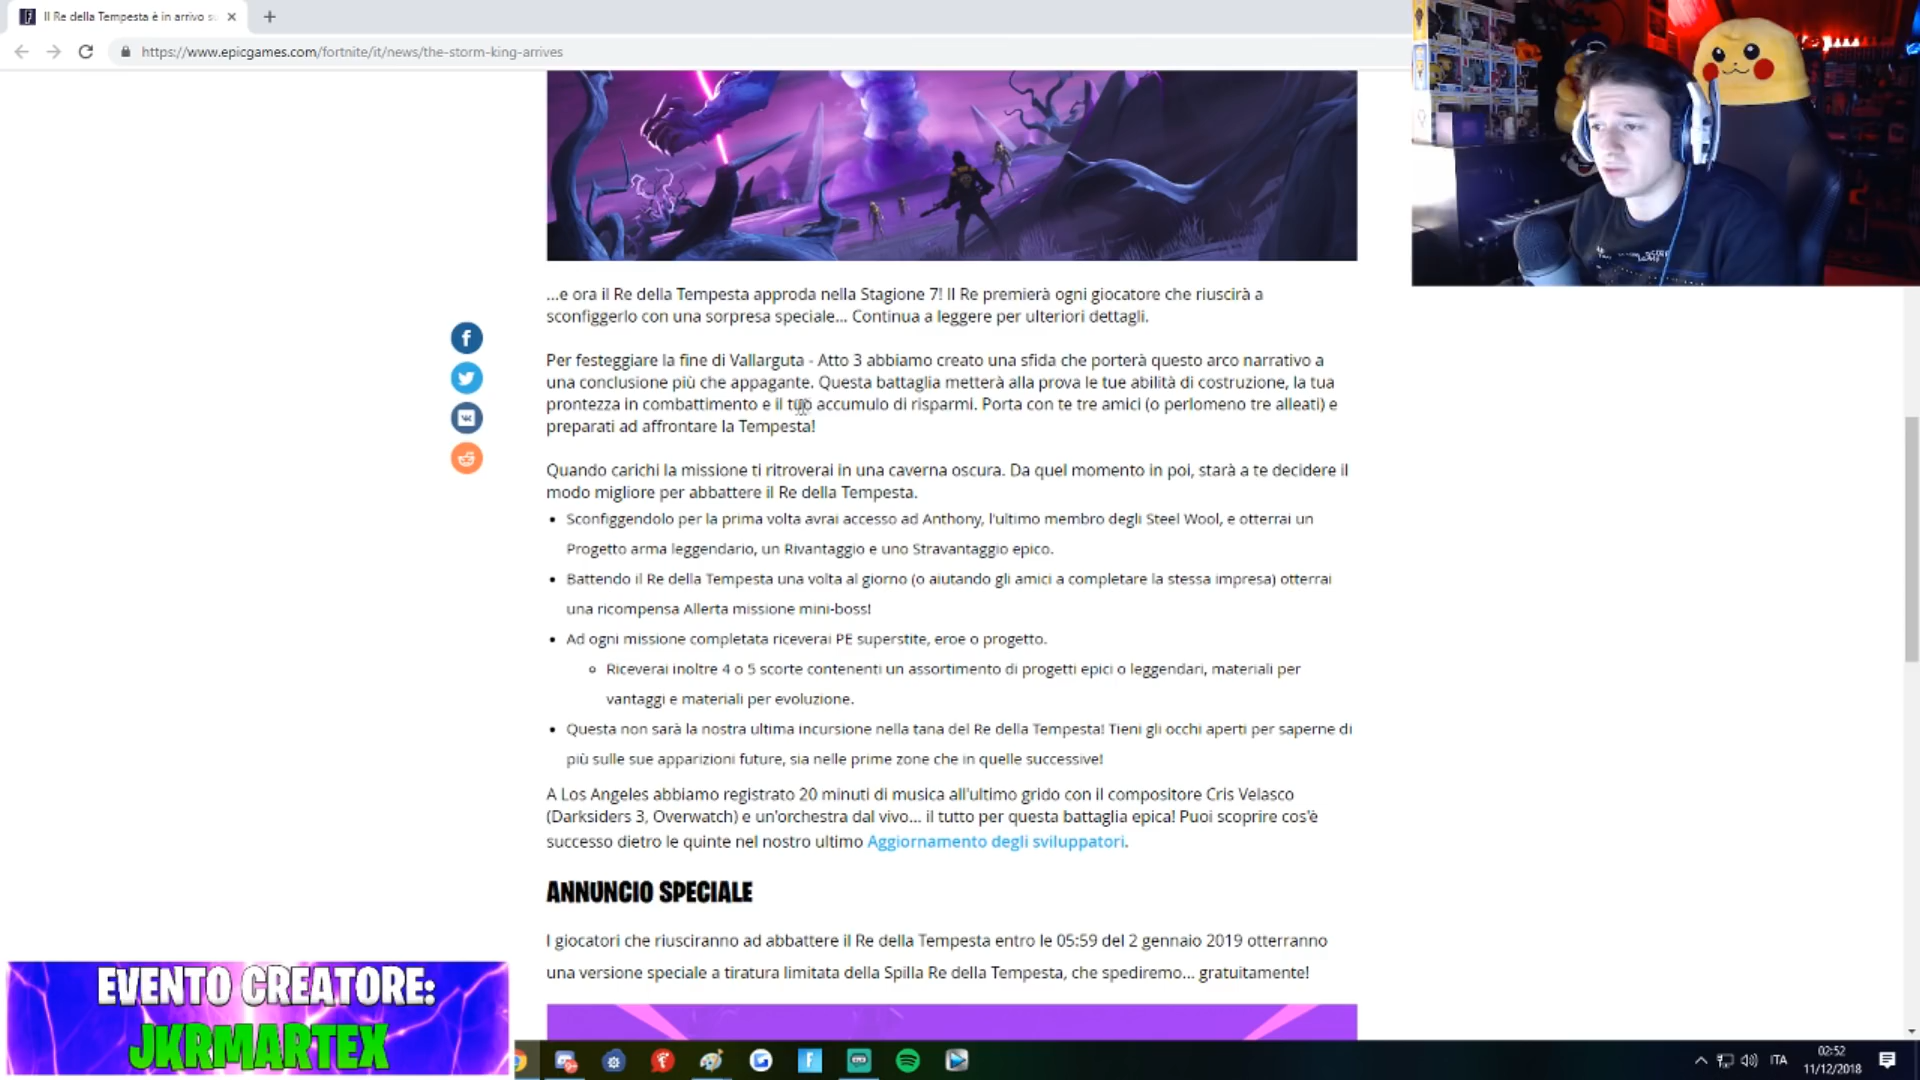 Il Re della Tempesta è in arrivo su
https://www.epicgames.com/fortnite/it/news/the-storm-king-arrives
...e ora il Re della Tempesta approda nella Stagione 7! Il Re premierà ogni giocatore che riuscirà a
sconfiggerlo con una sorpresa speciale... Continua a leggere per ulteriori dettagli.
Per festeggiare la fine di Vallarguta - Atto 3 abbiamo creato una sfida che porterà questo arco narrativo a
una conclusione più che appagante. Questa battaglia metterà alla prova le tue abilità di costruzione, la tua
prontezza in combattimento e il tuo accumulo di risparmi. Porta con te tre amici (o perlomeno tre alleati) e
preparati ad affrontare la Tempesta!
Quando carichi la missione ti ritroverai in una caverna oscura. Da quel momento in poi, starà a te decidere il
modo migliore per abbattere il Re della Tempesta.
• Sconfiggendolo per la prima volta avrai accesso ad Anthony, l'ultimo membro degli Steel Wool, e otterrai un
Progetto arma leggendario, un Rivantaggio e uno Stravantaggio epico.
• Battendo il Re della Tempesta una volta al giorno (o aiutando gli amici a completare la stessa impresa) otterrai
una ricompensa Allerta missione mini-boss!
• Ad ogni missione completata riceverai PE superstite, eroe o progetto.
○ Riceverai inoltre 4 o 5 scorte contenenti un assortimento di progetti epici o leggendari, materiali per
vantaggi e materiali per evoluzione.
• Questa non sarà la nostra ultima incursione nella tana del Re della Tempesta! Tieni gli occhi aperti per saperne di
più sulle sue apparizioni future, sia nelle prime zone che in quelle successive!
A Los Angeles abbiamo registrato 20 minuti di musica all'ultimo grido con il compositore Cris Velasco
(Darksiders 3, Overwatch) e un'orchestra dal vivo... il tutto per questa battaglia epica! Puoi scoprire cos'è
successo dietro le quinte nel nostro ultimo Aggiornamento degli sviluppatori.
ANNUNCIO SPECIALE
I giocatori che riusciranno ad abbattere il Re della Tempesta entro le 05:59 del 2 gennaio 2019 otterranno
una versione speciale a tiratura limitata della Spilla Re della Tempesta, che spediremo... gratuitamente!
EVENTO CREATORE:
JKRMARTEX
ITA
02:52
11/12/2018